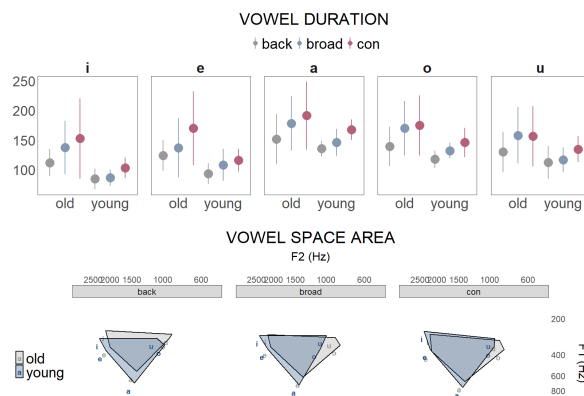 VOWEL DURATION
back broad con
i e a o u
250
200
150
100
old young old young old young old young old young
VOWEL SPACE AREA
F2 (Hz)
2500 2000 1500 1000 600 2500 2000 1500 1000 600 2500 2000 1500 1000 600
back broad con
200
400
600
800
F1 (Hz)
old
young
i e a o u
i e a o u
i e a o u